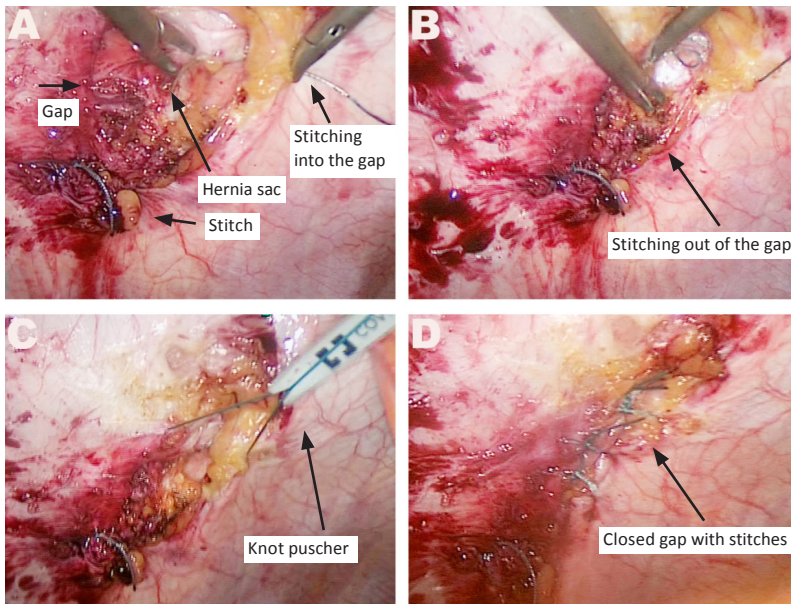 A
Gap
Hernia sac
Stitch
Stitching
into the gap
B
Stitching out of the gap
C
COV
Knot puscher
D
Closed gap with stitches